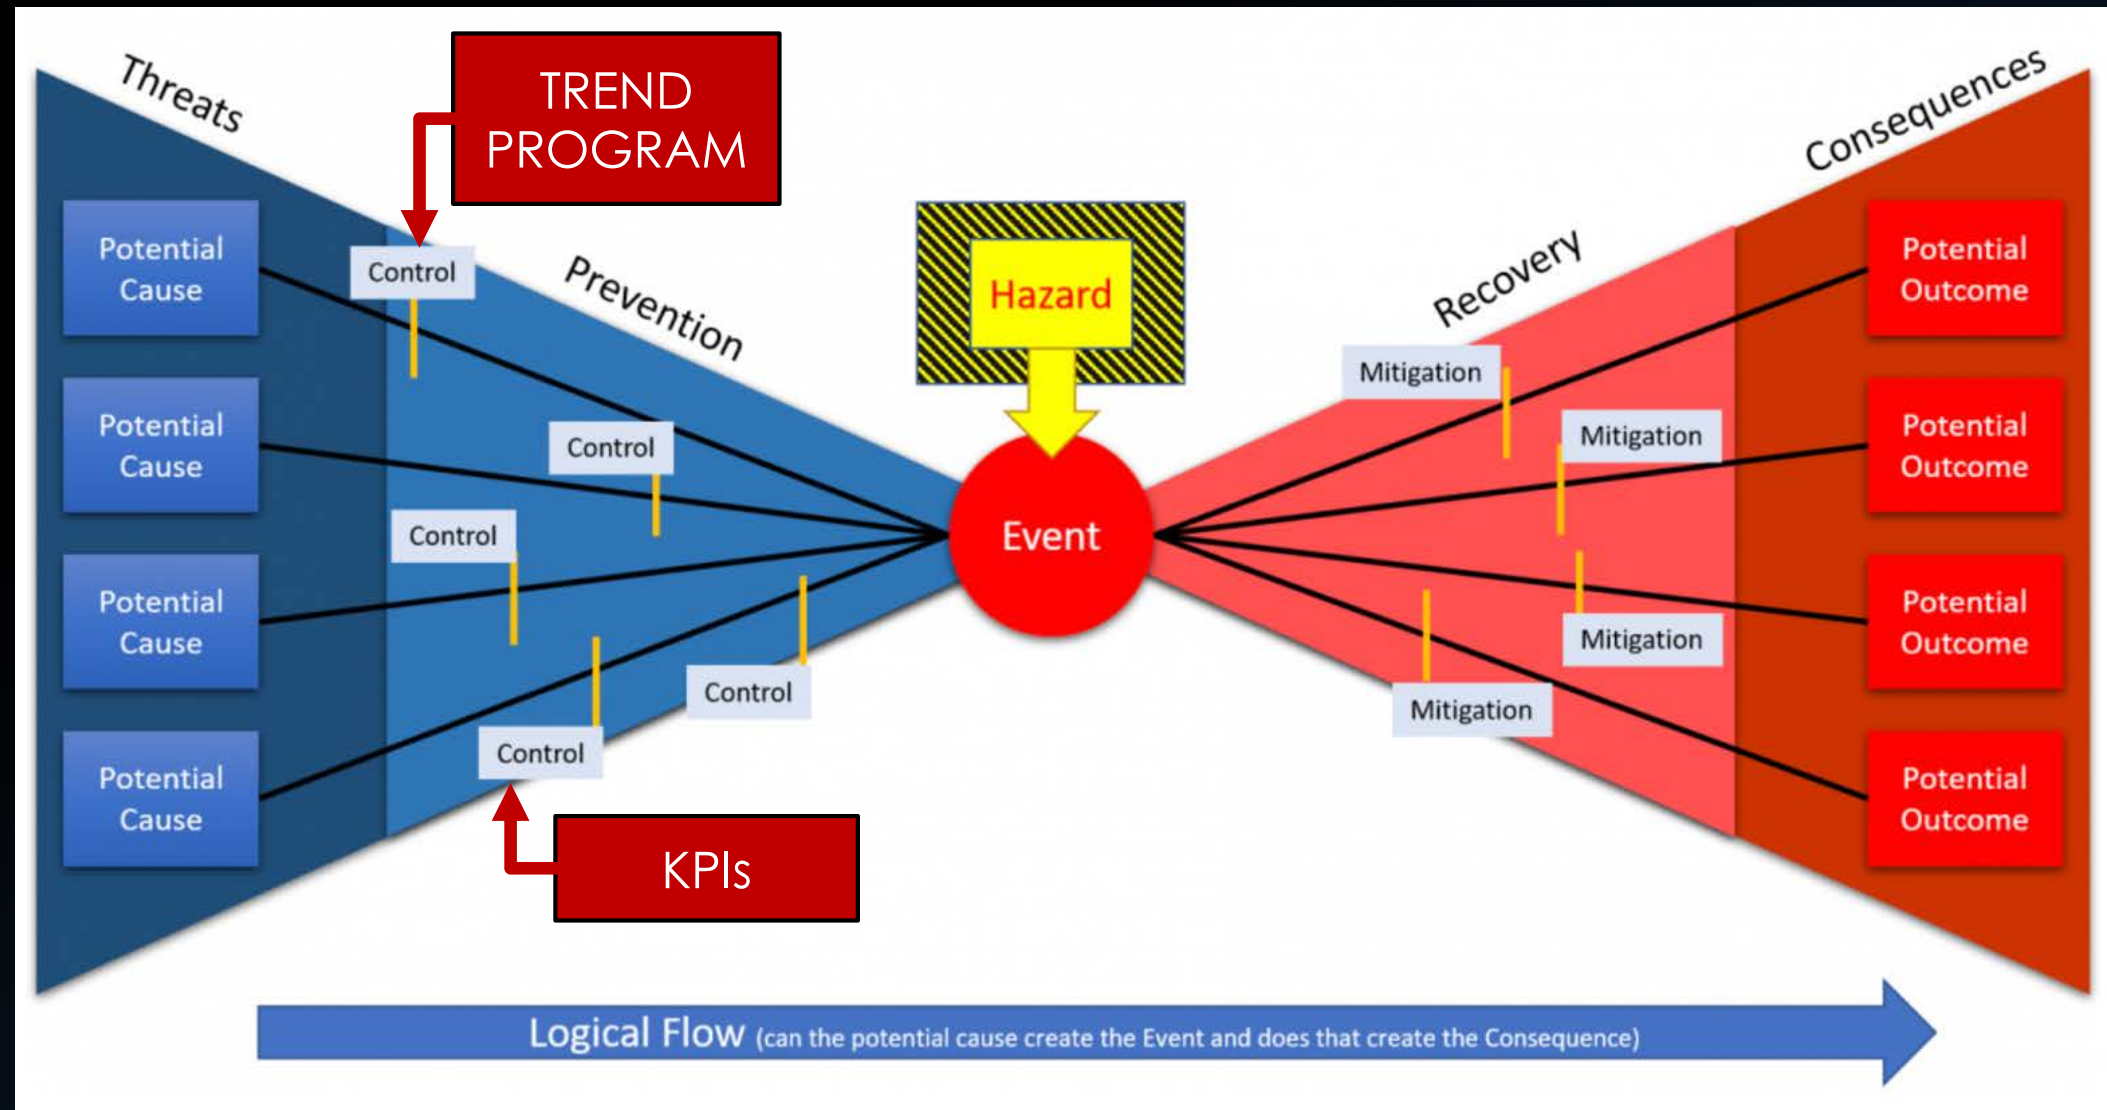 Threats
TREND
PROGRAM
Consequences
Potential
Cause
Control
Prevention
Hazard
Recovery
Potential
Outcome
Mitigation
Potential
Cause
Control
Mitigation
Potential
Outcome
Control
Event
Potential
Cause
Mitigation
Potential
Outcome
Control
Mitigation
Control
Potential
Cause
Potential
Outcome
KPIs
Logical Flow (can the potential cause create the Event and does that create the Consequence)